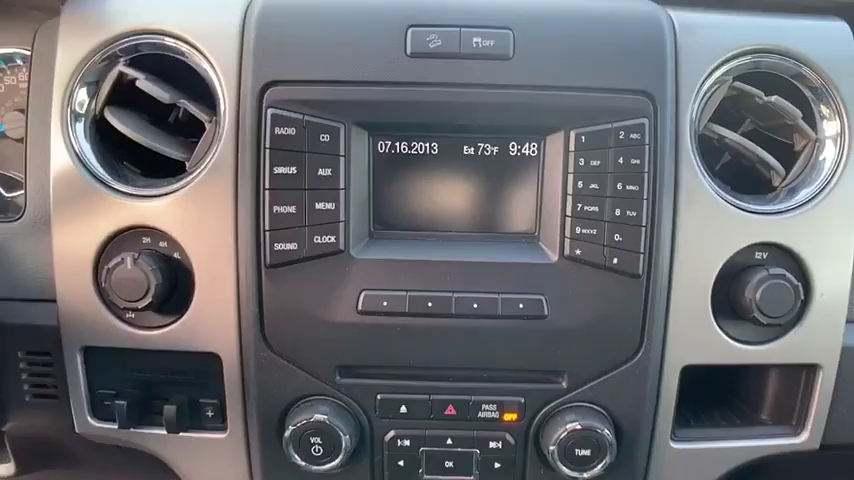 OFF
07.16.2013 Ext 73°F 9:48
RADIO CD
SIRIUS AUX
PHONE MENU
SOUND CLOCK
1 2 ABC
3 DEF 4 GHI
5 JKL 6 MNO
7 PQRS 8 TUV
9 WXYZ 0
* #
2H 4H 4L
12V
PASS AIRBAG OFF
VOL
OK
TUNE